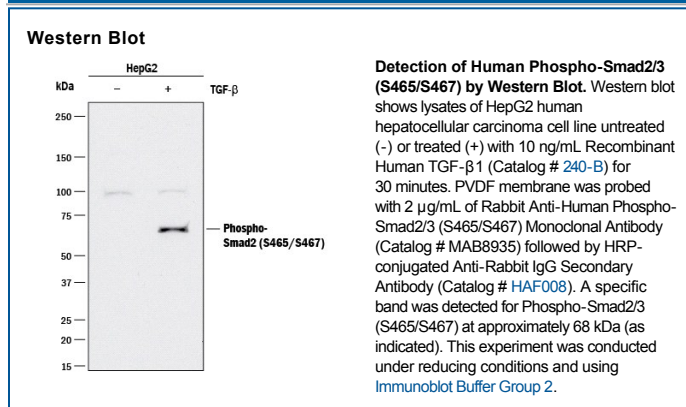 Western Blot
HepG2
kDa – + TGF-β
250
150
100
75
50
37
25
20
15
Phospho-
Smad2 (S465/S467)
Detection of Human Phospho-Smad2/3
(S465/S467) by Western Blot. Western blot
shows lysates of HepG2 human
hepatocellular carcinoma cell line untreated
(-) or treated (+) with 10 ng/mL Recombinant
Human TGF-β1 (Catalog # 240-B) for
30 minutes. PVDF membrane was probed
with 2 µg/mL of Rabbit Anti-Human Phospho-
Smad2/3 (S465/S467) Monoclonal Antibody
(Catalog # MAB8935) followed by HRP-
conjugated Anti-Rabbit IgG Secondary
Antibody (Catalog # HAF008). A specific
band was detected for Phospho-Smad2/3
(S465/S467) at approximately 68 kDa (as
indicated). This experiment was conducted
under reducing conditions and using
Immunoblot Buffer Group 2.